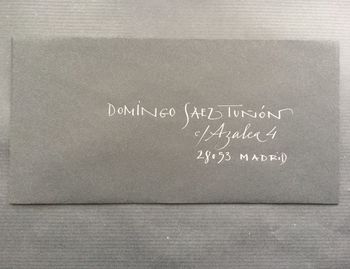 DOMINGO SAEZ TUÑÓN
c/Azalea 4
28053 MADRID